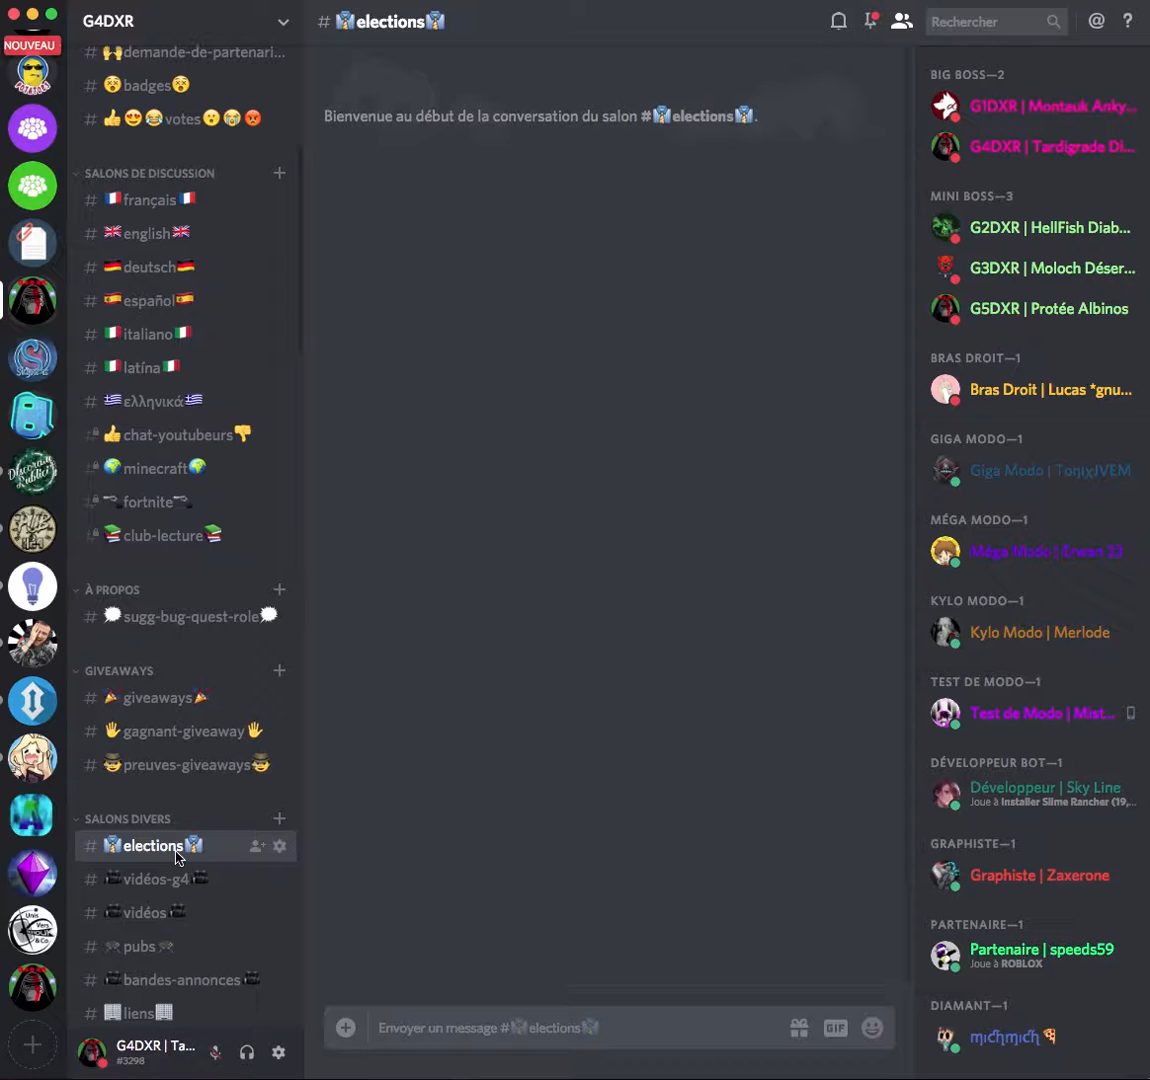 NOUVEAU
POTATOES
G4DXR
# 🙌demande-de-partenari...
# 😵badges😵
# 👍😍😂votes😮😭😡
SALONS DE DISCUSSION
# 🇫🇷français🇫🇷
# 🇬🇧english🇬🇧
# 🇩🇪deutsch🇩🇪
# 🇪🇸español🇪🇸
# 🇮🇹italiano🇮🇹
# 🇮🇹latína🇮🇹
# 🇬🇷ελληνικά🇬🇷
👍chat-youtubeurs👎
🌍minecraft🌍
🔫fortnite🔫
📚club-lecture📚
À PROPOS
# 💭sugg-bug-quest-role💭
GIVEAWAYS
# 🎉giveaways🎉
# 🖐gagnant-giveaway🖐
# 🤠preuves-giveaways🤠
SALONS DIVERS
# 👔elections👔
# 🎥vidéos-g4🎥
# 🎥vidéos🎥
# pubs
# 🎥bandes-annonces🎥
# 🏢liens🏢
G4DXR | Ta...
#3298
# 👔elections👔
Rechercher
Bienvenue au début de la conversation du salon #👔elections👔.
Envoyer un message #👔elections👔
GIF
BIG BOSS—2
G1DXR | Montauk Anky...
G4DXR | Tardigrade Di...
MINI BOSS—3
G2DXR | HellFish Diab...
G3DXR | Moloch Déser...
G5DXR | Protée Albinos
BRAS DROIT—1
Bras Droit | Lucas *gnu...
GIGA MODO—1
Giga Modo | TοηιχJVEM
MÉGA MODO—1
Méga Modo | Erwan 23
KYLO MODO—1
Kylo Modo | Merlode
TEST DE MODO—1
Test de Modo | Mist...
DÉVELOPPEUR BOT—1
Développeur | Sky Line
Joue à Installer Slime Rancher (19,...
GRAPHISTE—1
Graphiste | Zaxerone
PARTENAIRE—1
Partenaire | speeds59
Joue à ROBLOX
DIAMANT—1